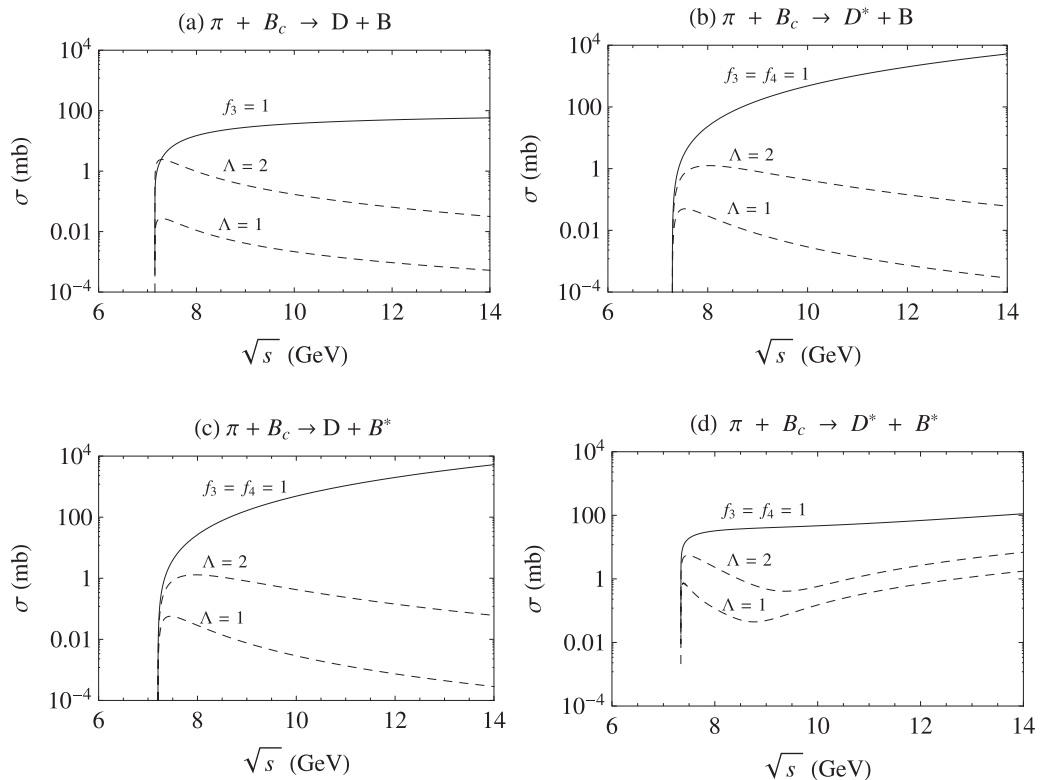 (a) π + B_c → D + B
10^4
100
1
0.01
10^-4
σ (mb)
f_3 = 1
Λ = 2
Λ = 1
6 8 10 12 14
√s (GeV)
(b) π + B_c → D^* + B
10^4
100
1
0.01
10^-4
σ (mb)
f_3 = f_4 = 1
Λ = 2
Λ = 1
6 8 10 12 14
√s (GeV)
(c) π + B_c → D + B^*
10^4
100
1
0.01
10^-4
σ (mb)
f_3 = f_4 = 1
Λ = 2
Λ = 1
6 8 10 12 14
√s (GeV)
(d) π + B_c → D^* + B^*
10^4
100
1
0.01
10^-4
σ (mb)
f_3 = f_4 = 1
Λ = 2
Λ = 1
6 8 10 12 14
√s (GeV)